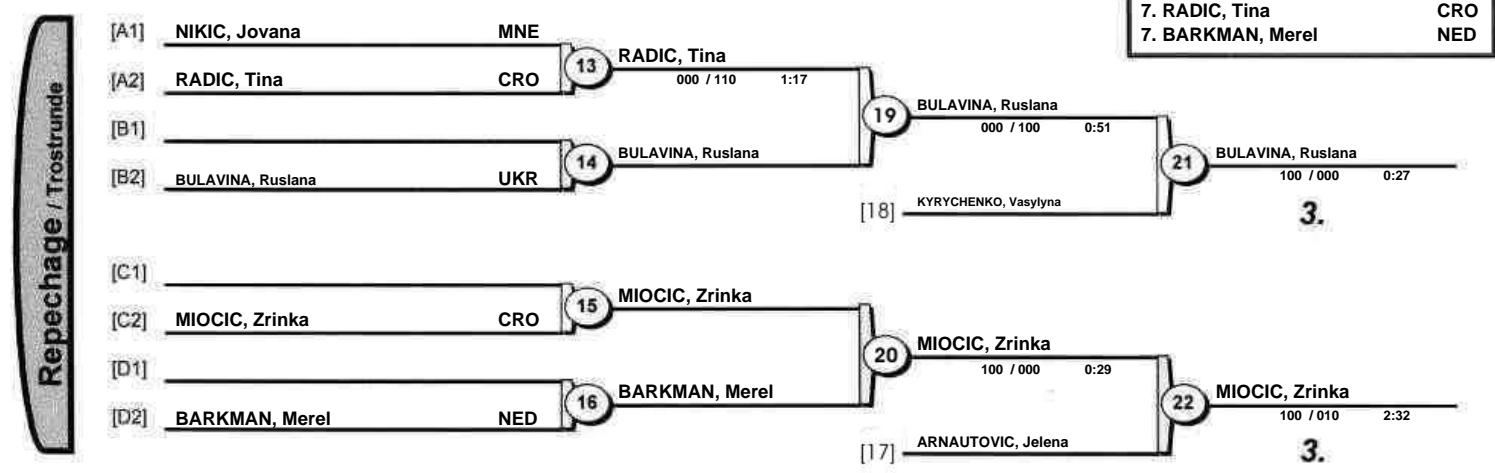 7. RADIC, Tina CRO
7. BARKMAN, Merel NED
Repechage / Trostrunde
[A1] NIKIC, Jovana MNE
[A2] RADIC, Tina CRO
13
RADIC, Tina
000 / 110 1:17
[B1]
[B2] BULAVINA, Ruslana UKR
14
BULAVINA, Ruslana
19
BULAVINA, Ruslana
000 / 100 0:51
[18] KYRYCHENKO, Vasylyna
21
BULAVINA, Ruslana
100 / 000 0:27
3.
[C1]
[C2] MIOCIC, Zrinka CRO
15
MIOCIC, Zrinka
[D1]
[D2] BARKMAN, Merel NED
16
BARKMAN, Merel
20
MIOCIC, Zrinka
100 / 000 0:29
[17] ARNAUTOVIC, Jelena
22
MIOCIC, Zrinka
100 / 010 2:32
3.